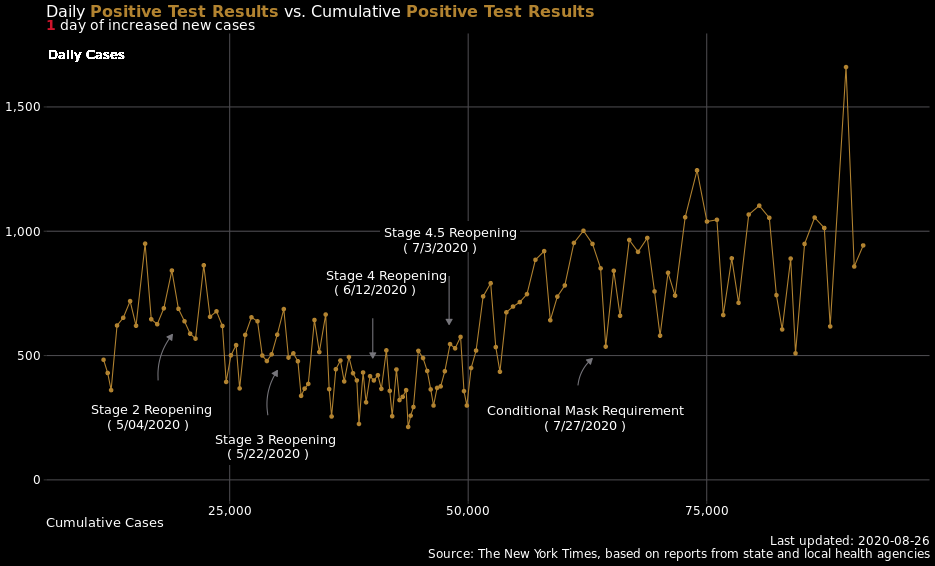 Daily Positive Test Results vs. Cumulative Positive Test Results
1 day of increased new cases
Daily Cases
1,500
1,000
500
0
Stage 4.5 Reopening
( 7/3/2020 )
Stage 4 Reopening
( 6/12/2020 )
Stage 2 Reopening
( 5/04/2020 )
Stage 3 Reopening
( 5/22/2020 )
Conditional Mask Requirement
( 7/27/2020 )
25,000
50,000
75,000
Cumulative Cases
Last updated: 2020-08-26
Source: The New York Times, based on reports from state and local health agencies